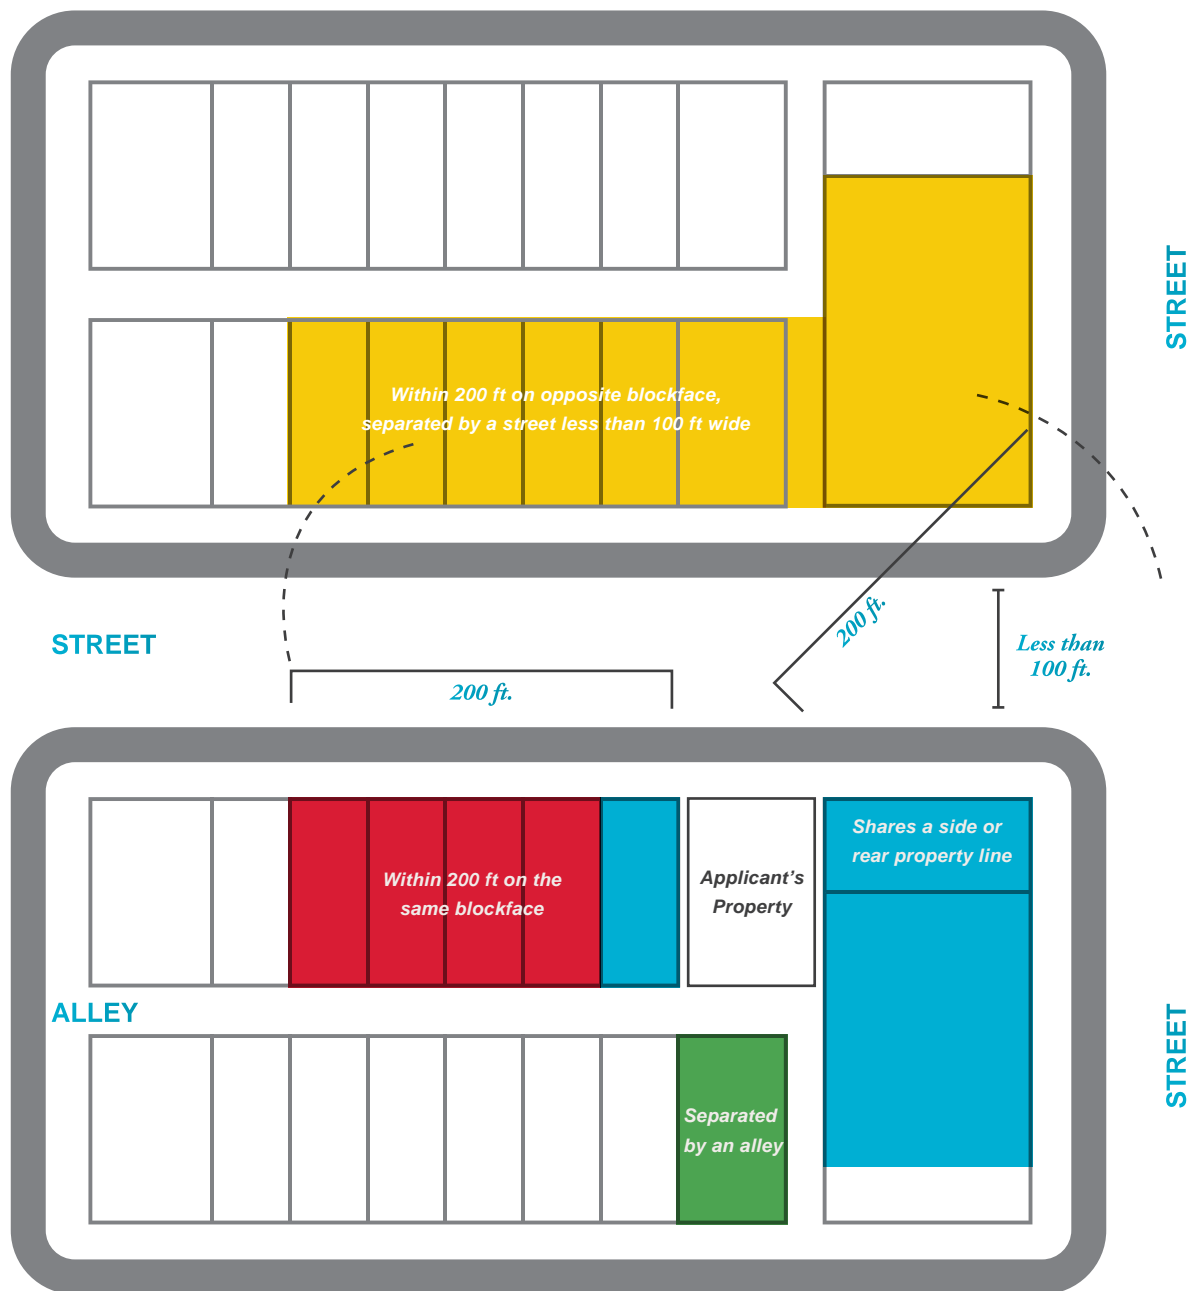 STREET
Within 200 ft on opposite blockface,
separated by a street less than 100 ft wide
200 ft.
STREET
Less than
100 ft.
200 ft.
Shares a side or
rear property line
Within 200 ft on the
same blockface
Applicant’s
Property
ALLEY
STREET
Separated
by an alley